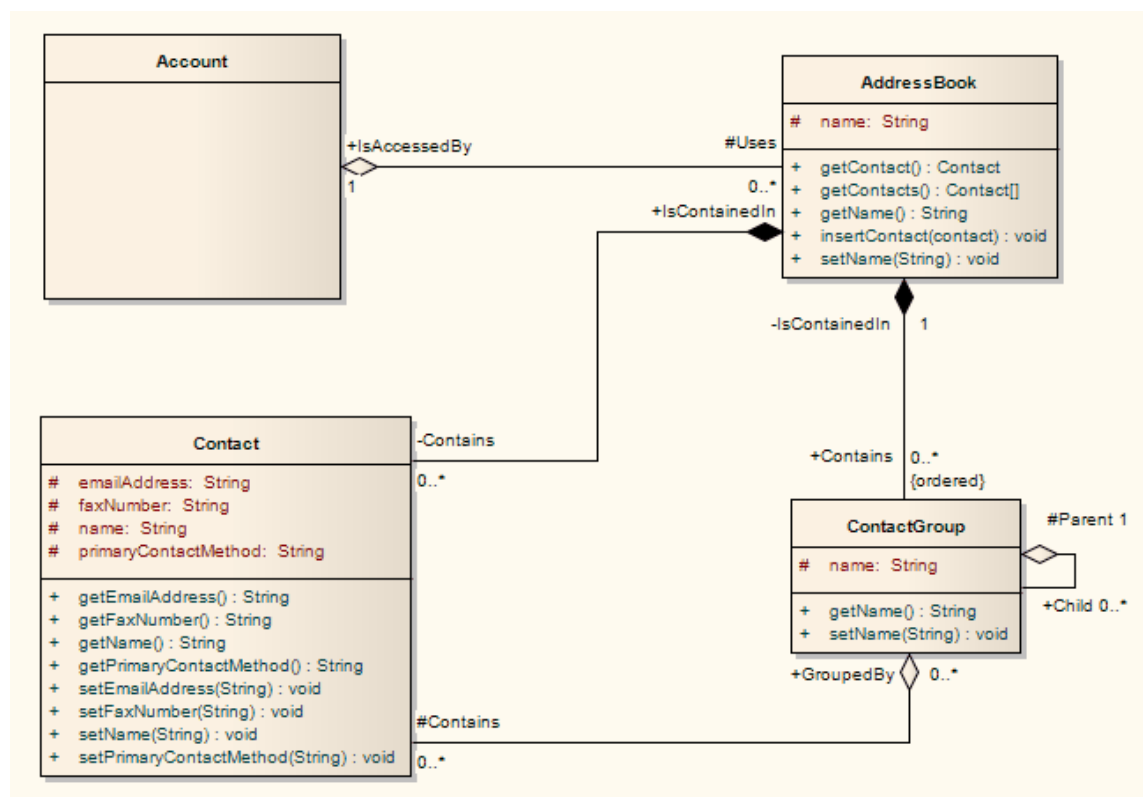 Account
AddressBook
# name: String
+ getContact() : Contact
+ getContacts() : Contact[]
+ getName() : String
+ insertContact(contact) : void
+ setName(String) : void
+IsAccessedBy
1
#Uses
0..*
+IsContainedIn
-IsContainedIn 1
Contact
# emailAddress: String
# faxNumber: String
# name: String
# primaryContactMethod: String
+ getEmailAddress() : String
+ getFaxNumber() : String
+ getName() : String
+ getPrimaryContactMethod() : String
+ setEmailAddress(String) : void
+ setFaxNumber(String) : void
+ setName(String) : void
+ setPrimaryContactMethod(String) : void
-Contains
0..*
+Contains 0..*
{ordered}
ContactGroup
# name: String
+ getName() : String
+ setName(String) : void
#Parent 1
+Child 0..*
+GroupedBy 0..*
#Contains
0..*